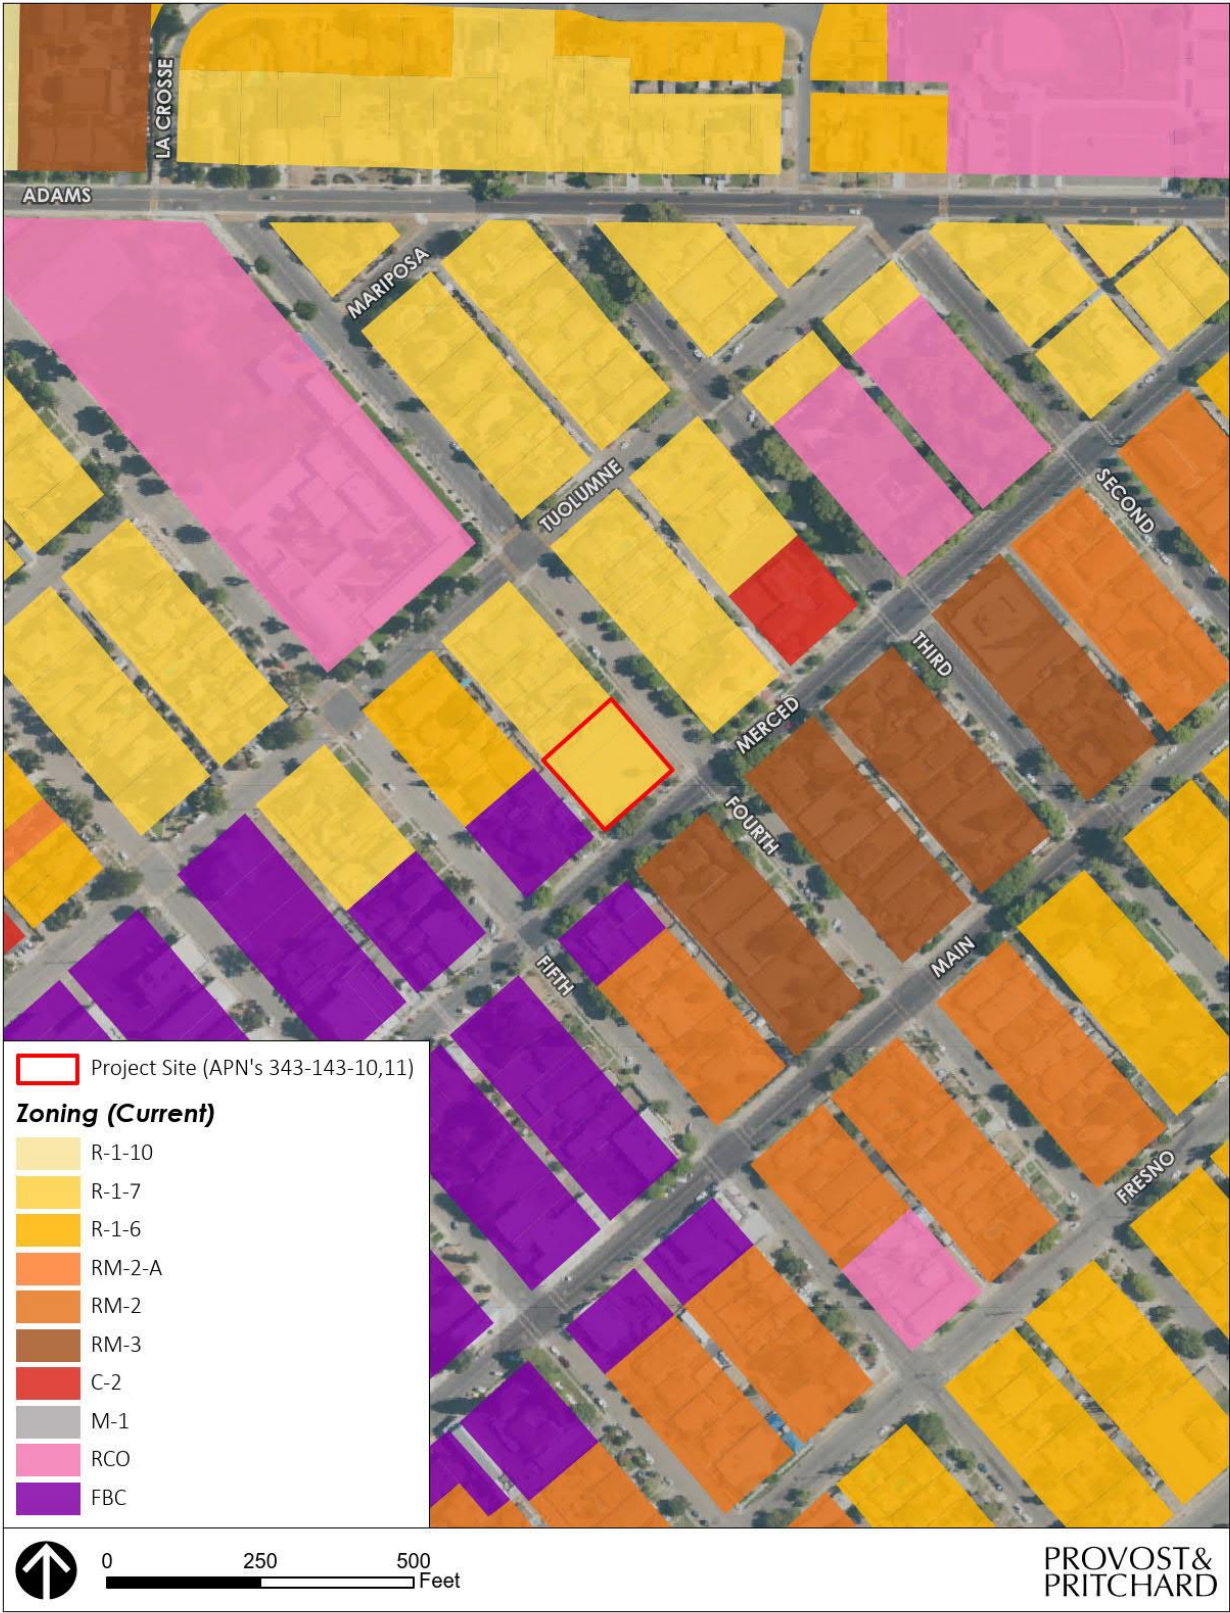 LA CROSSE
ADAMS
MARIPOSA
TUOLUMNE
SECOND
THIRD
MERCED
FOURTH
MAIN
FIFTH
FRESNO
Project Site (APN's 343-143-10,11)
Zoning (Current)
R-1-10
R-1-7
R-1-6
RM-2-A
RM-2
RM-3
C-2
M-1
RCO
FBC
0 250 500
Feet
PROVOST&
PRITCHARD